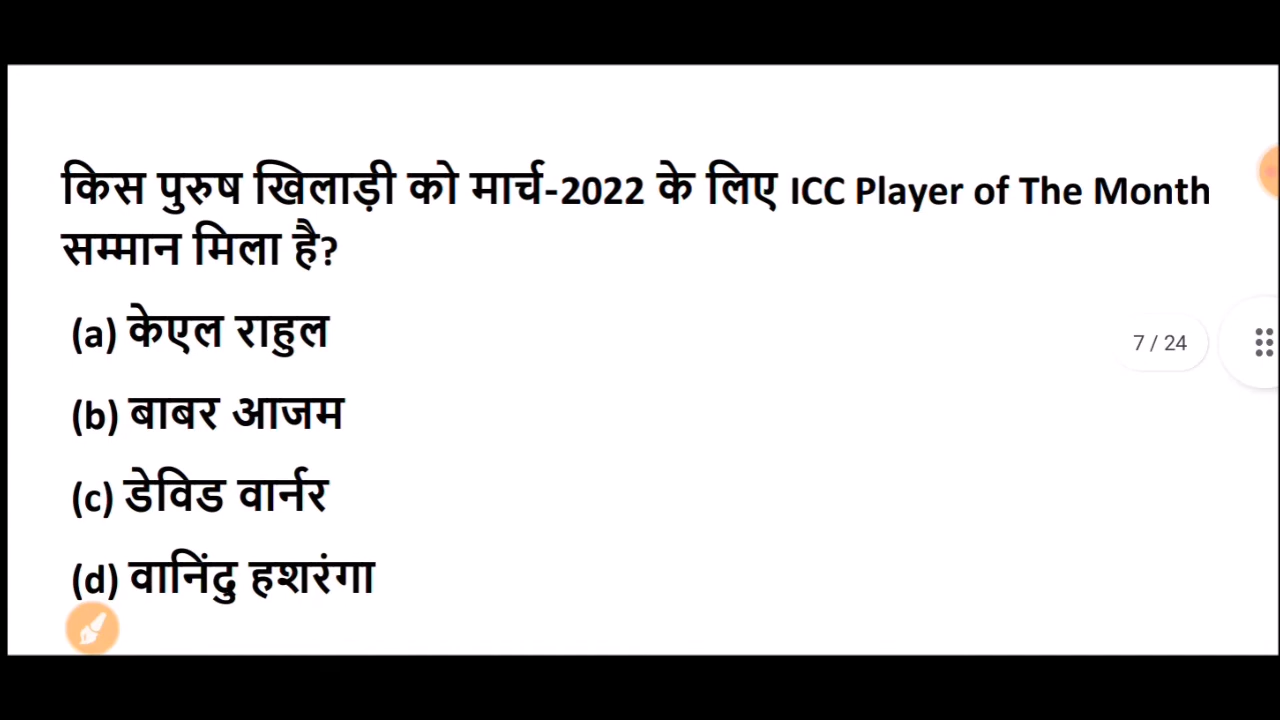 किस पुरुष खिलाड़ी को मार्च-2022 के लिए ICC Player of The Month
सम्मान मिला है?
(a) केएल राहुल
7 / 24
(b) बाबर आजम
(c) डेविड वार्नर
(d) वानिंदु हशरंगा